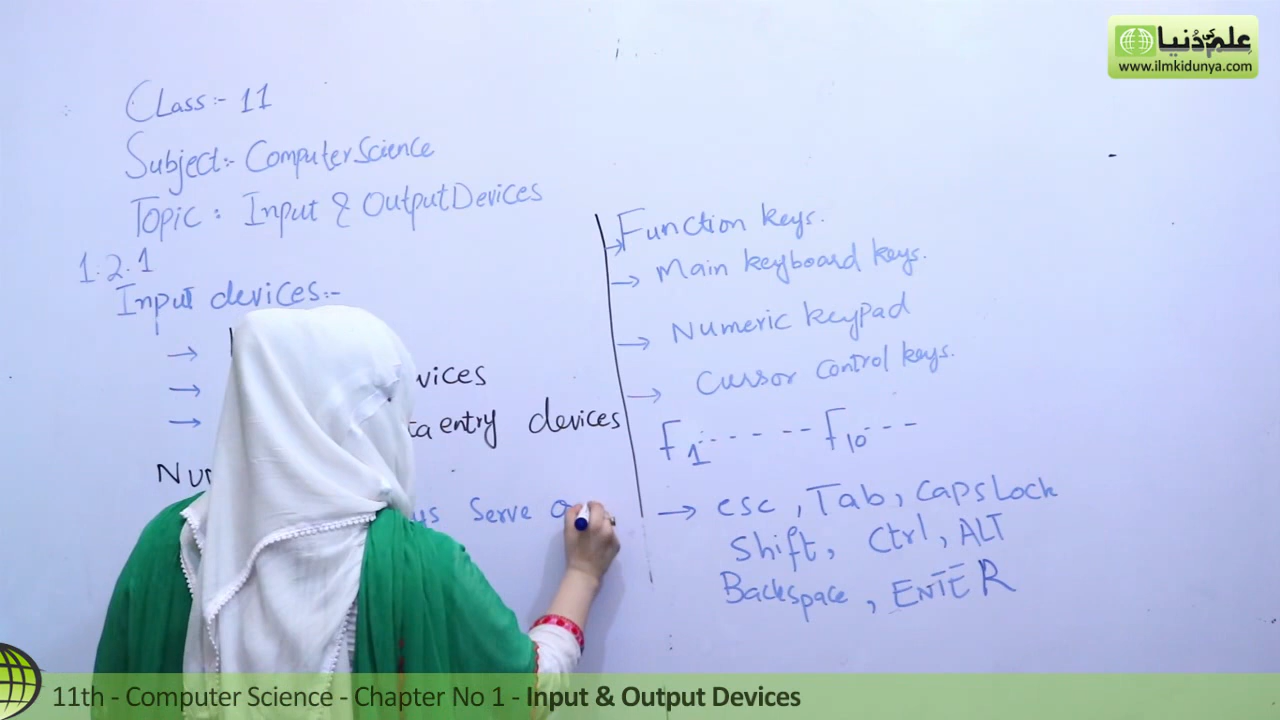 علم کی دنیا
www.ilmkidunya.com
Class:- 11
Subject:- Computer Science
Topic: Input & Output Devices
1.2.1
Input devices:-
→
→ vices
→ ta entry devices
Nu
us Serve
→ Function keys.
→ Main keyboard keys.
→ Numeric keypad
→ Cursor control keys.
F1 ------ F10 ---
→ esc, Tab, Caps Lock
Shift, Ctrl, ALT
Backspace, ENTER
11th - Computer Science - Chapter No 1 - Input & Output Devices